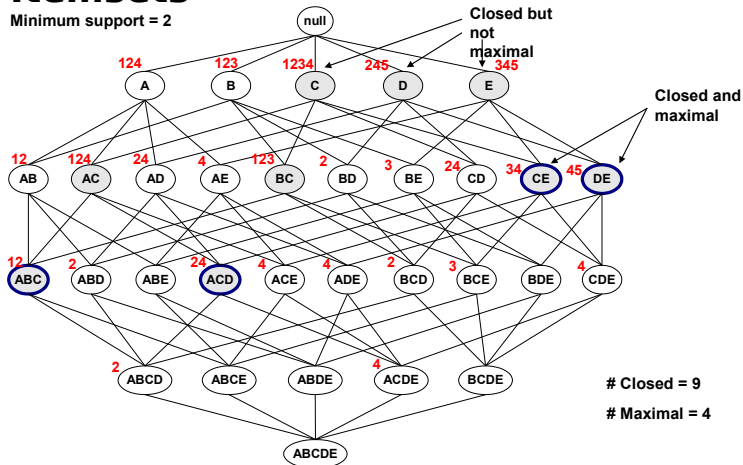 Itemsets
Minimum support = 2
null
Closed but
not
maximal
124
123
1234
245
345
A
B
C
D
E
Closed and
maximal
12
124
24
4
123
2
3
24
34
45
AB
AC
AD
AE
BC
BD
BE
CD
CE
DE
12
2
24
4
4
2
3
4
ABC
ABD
ABE
ACD
ACE
ADE
BCD
BCE
BDE
CDE
2
4
ABCD
ABCE
ABDE
ACDE
BCDE
# Closed = 9
# Maximal = 4
ABCDE